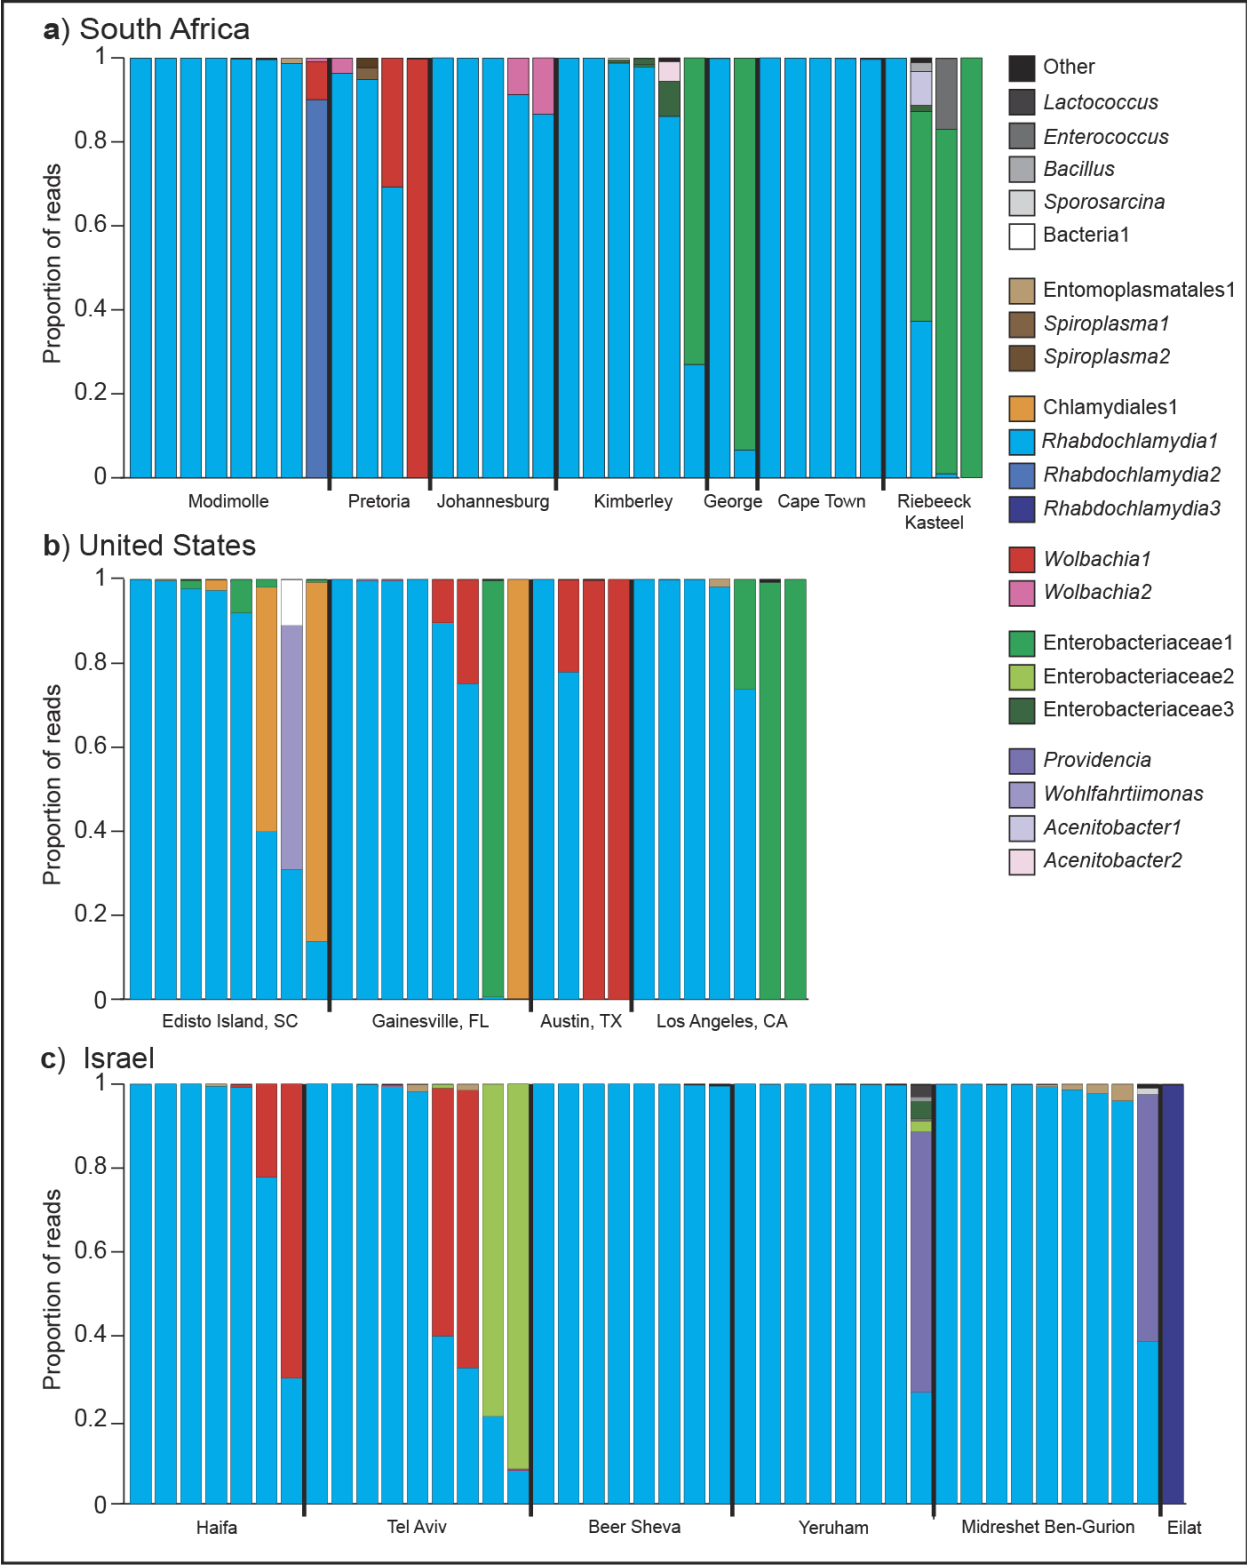 a) South Africa
1
0.8
0.6
0.4
0.2
0
Proportion of reads
Modimolle
Pretoria
Johannesburg
Kimberley
George
Cape Town
Riebeeck
Kasteel
Other
Lactococcus
Enterococcus
Bacillus
Sporosarcina
Bacteria1
Entomoplasmatales1
Spiroplasma1
Spiroplasma2
Chlamydiales1
Rhabdochlamydia1
Rhabdochlamydia2
Rhabdochlamydia3
Wolbachia1
Wolbachia2
Enterobacteriaceae1
Enterobacteriaceae2
Enterobacteriaceae3
Providencia
Wohlfahrtiimonas
Acenitobacter1
Acenitobacter2
b) United States
1
0.8
0.6
0.4
0.2
0
Proportion of reads
Edisto Island, SC
Gainesville, FL
Austin, TX
Los Angeles, CA
c) Israel
1
0.8
0.6
0.4
0.2
0
Proportion of reads
Haifa
Tel Aviv
Beer Sheva
Yeruham
Midreshet Ben-Gurion
Eilat